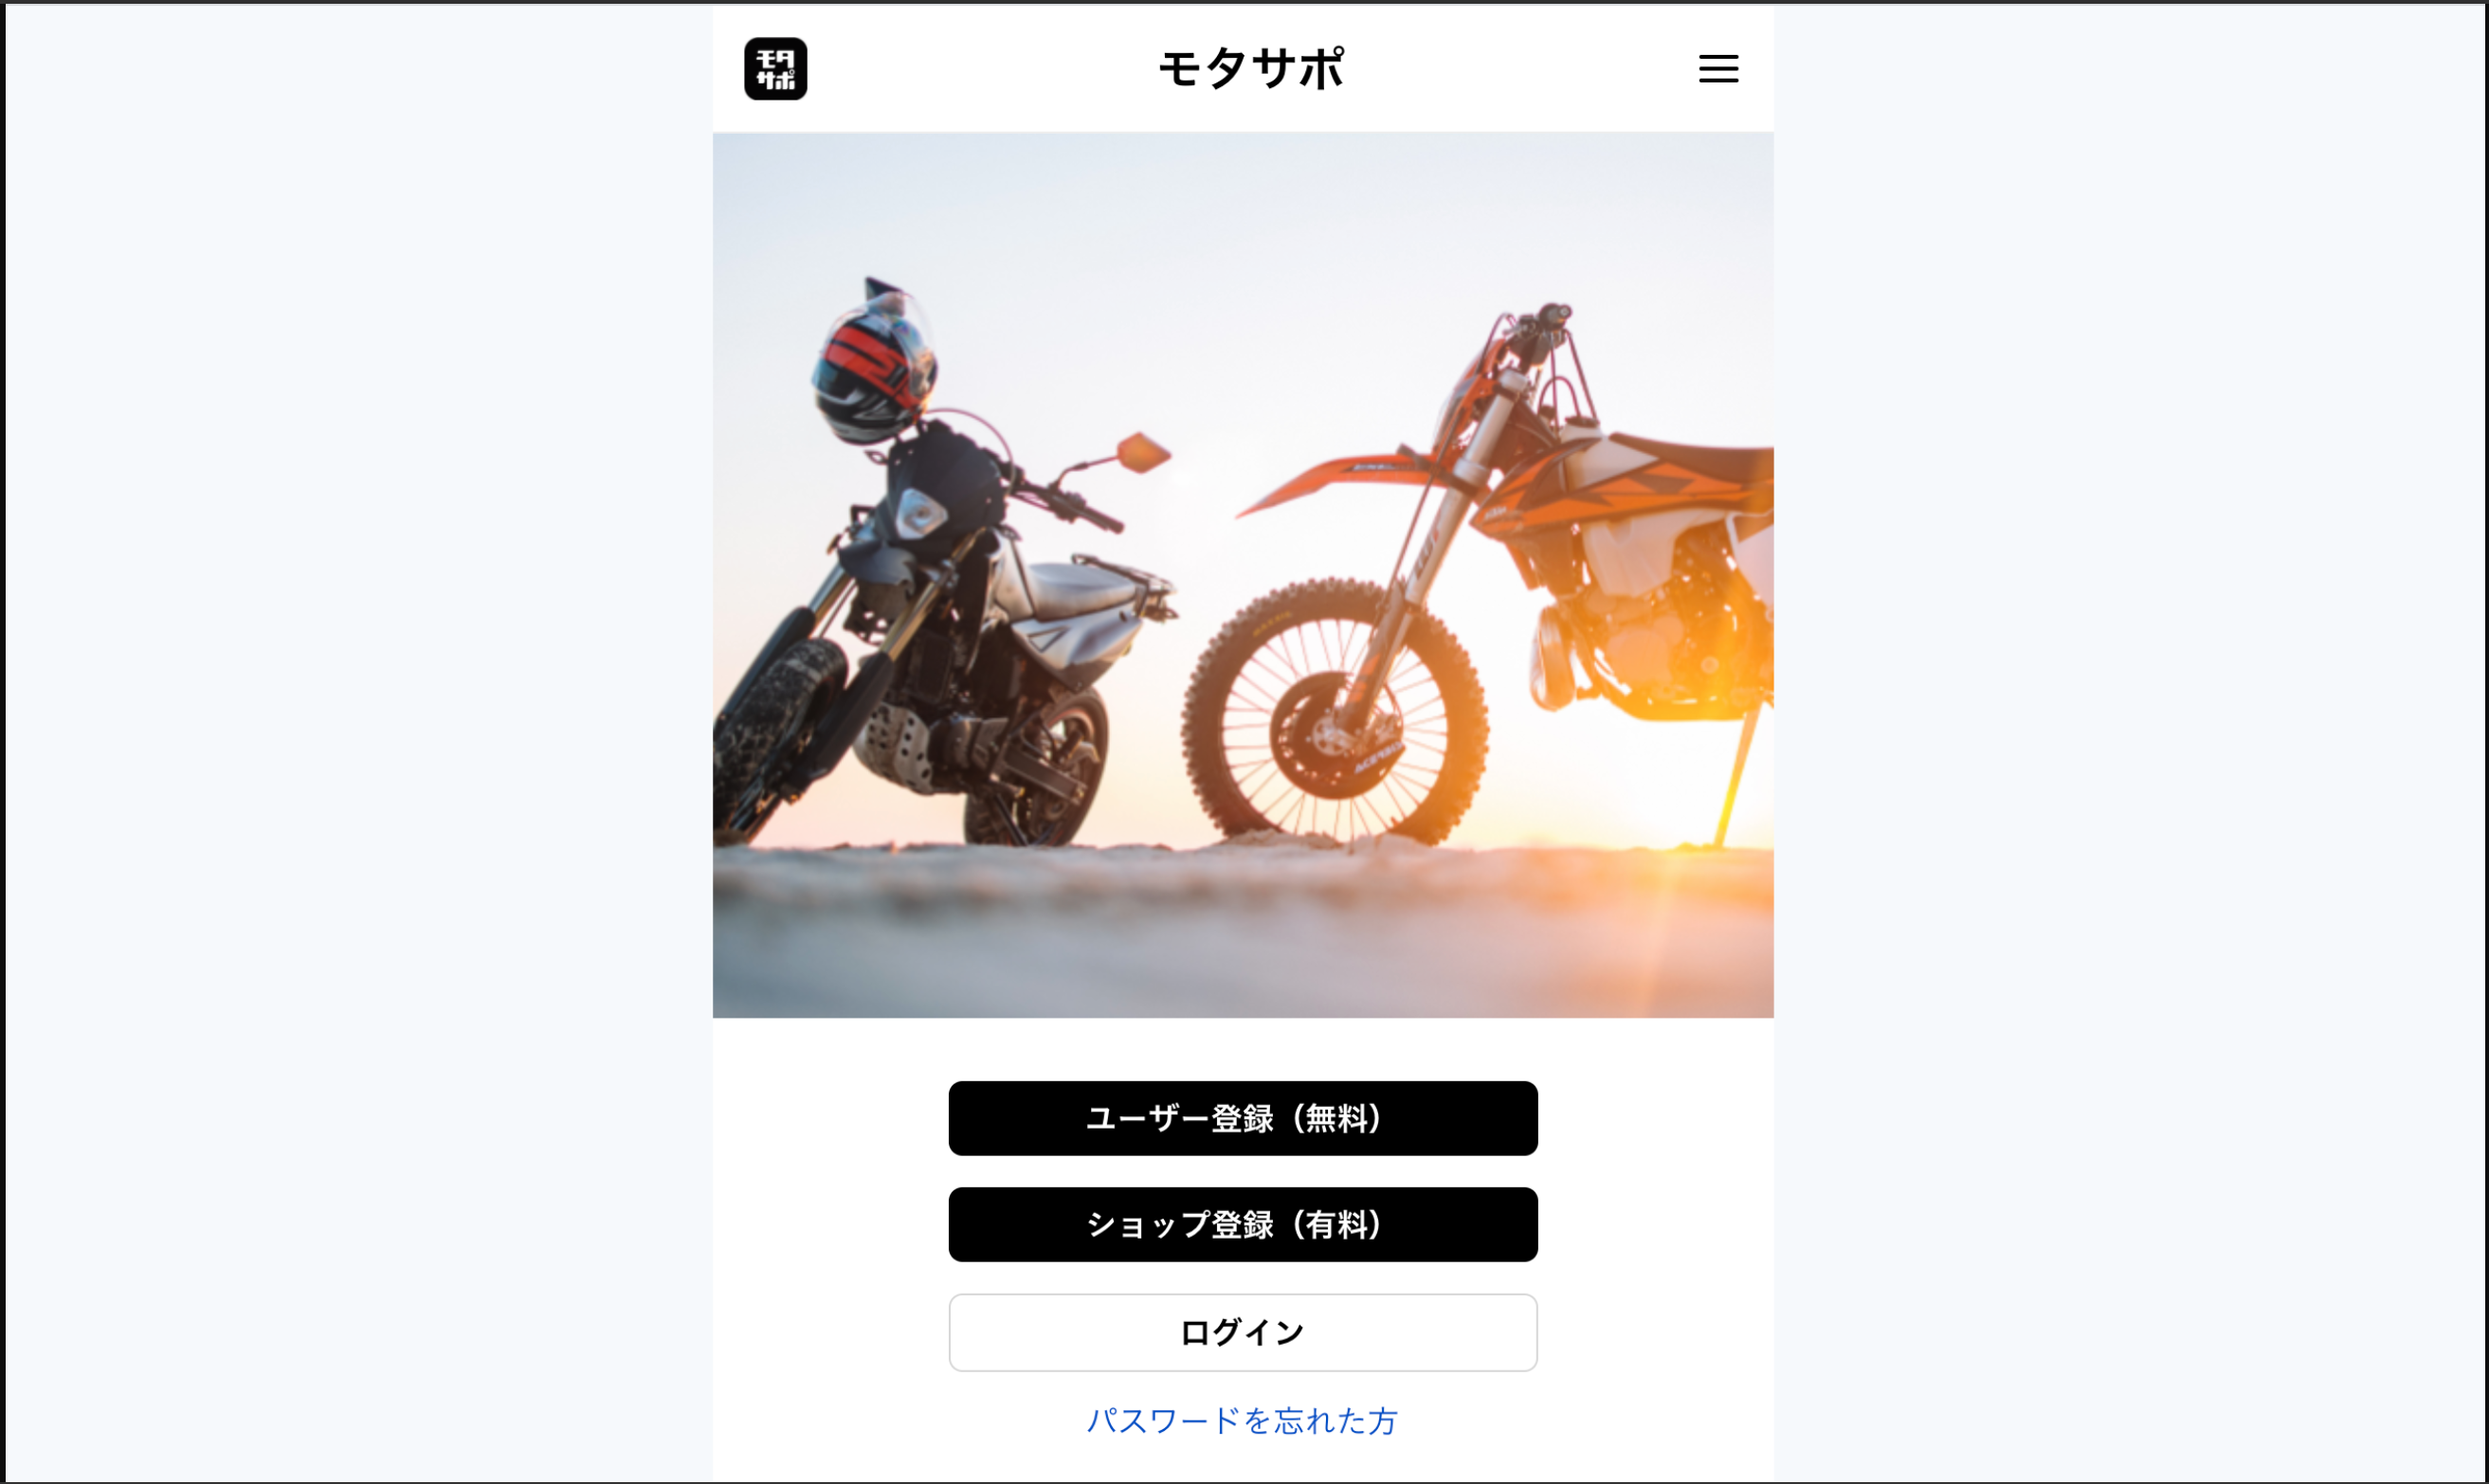 モタ
サポ
モタサポ
ユーザー登録（無料）
ショップ登録（有料）
ログイン
パスワードを忘れた方